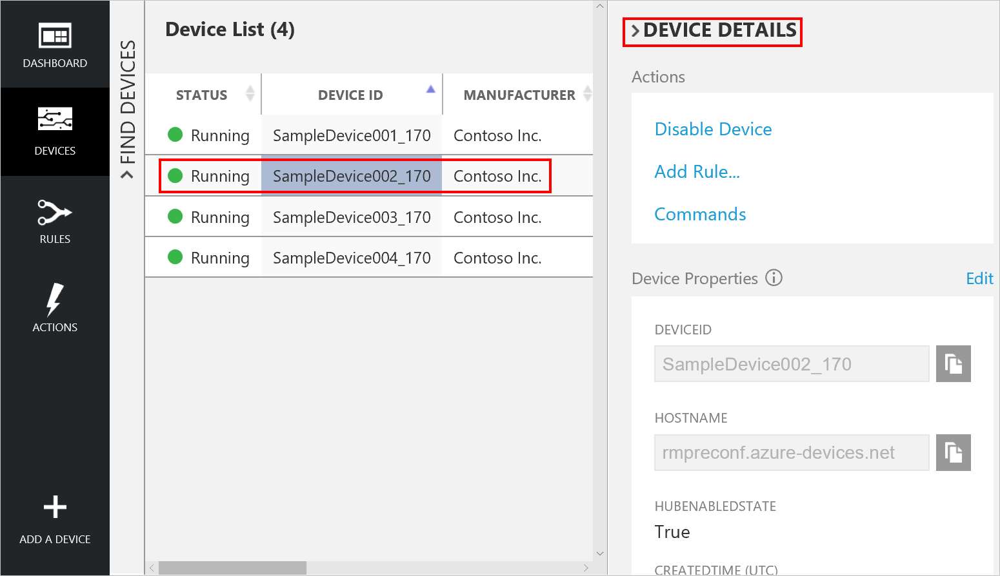 DASHBOARD
DEVICES
RULES
ACTIONS
ADD A DEVICE
FIND DEVICES
Device List (4)
STATUS DEVICE ID MANUFACTURER
Running SampleDevice001_170 Contoso Inc.
Running SampleDevice002_170 Contoso Inc.
Running SampleDevice003_170 Contoso Inc.
Running SampleDevice004_170 Contoso Inc.
DEVICE DETAILS
Actions
Disable Device
Add Rule...
Commands
Device Properties Edit
DEVICEID
SampleDevice002_170
HOSTNAME
rmpreconf.azure-devices.net
HUBENABLEDSTATE
True
CREATEDTIME (UTC)